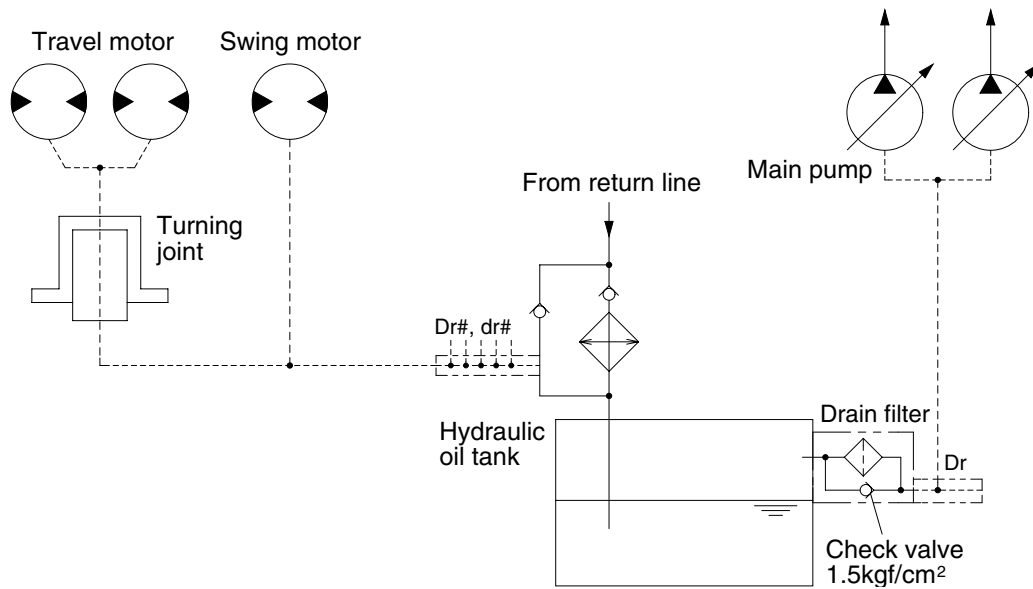 Travel motor
Swing motor
Main pump
From return line
Turning
joint
Dr#, dr#
Hydraulic
oil tank
Drain filter
Dr
Check valve
1.5kgf/cm²